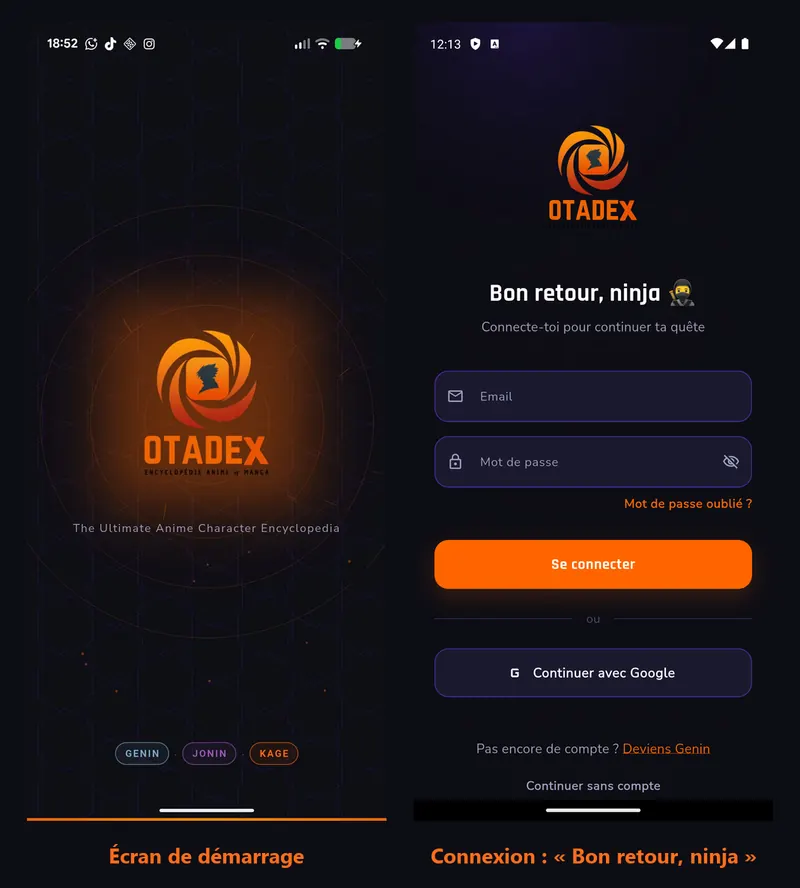 18:52
OTADEX
ENCYCLOPÉDIE ANIME & MANGA
The Ultimate Anime Character Encyclopedia
GENIN · JONIN · KAGE
Écran de démarrage
12:13
OTADEX
Bon retour, ninja
Connecte-toi pour continuer ta quête
Email
Mot de passe
Mot de passe oublié ?
Se connecter
ou
G Continuer avec Google
Pas encore de compte ? Deviens Genin
Continuer sans compte
Connexion : « Bon retour, ninja »